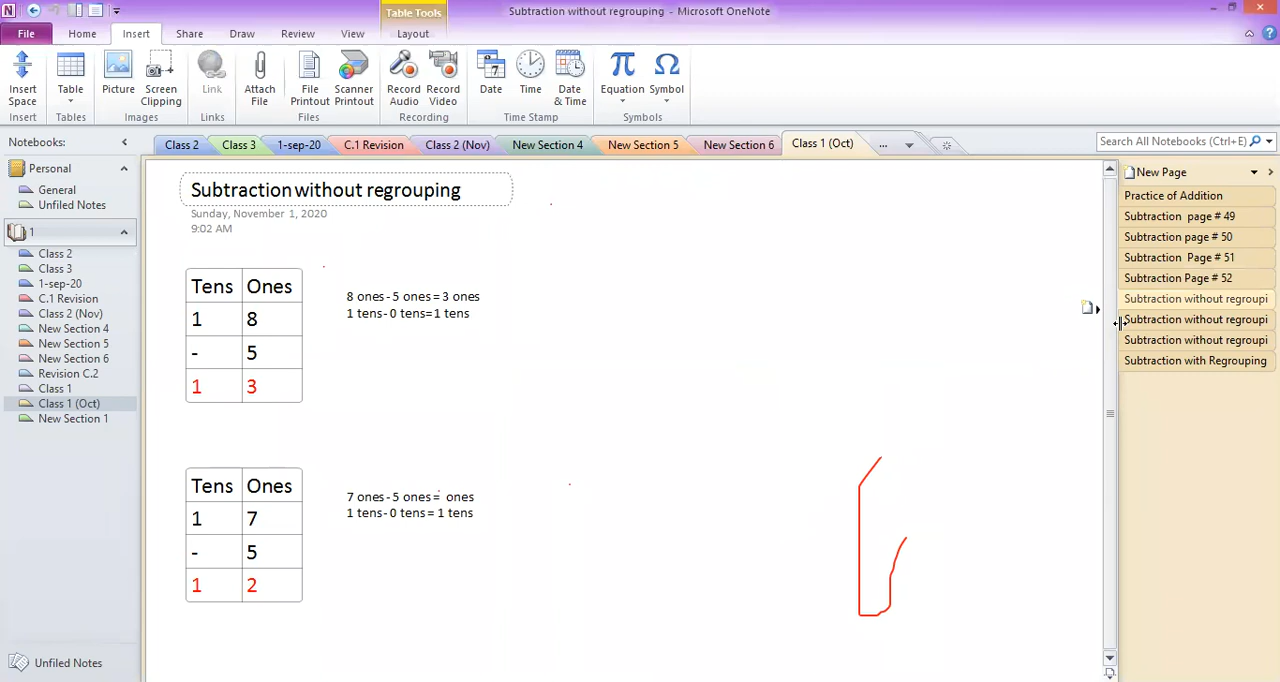 Table Tools
Subtraction without regrouping - Microsoft OneNote
File Home Insert Share Draw Review View Layout
Insert Space
Table
Picture
Screen Clipping
Link
Attach File
File Printout
Scanner Printout
Record Audio
Record Video
Date
Time
Date & Time
Equation
Symbol
Insert Tables Images Links Files Recording Time Stamp Symbols
Notebooks:
Class 2 Class 3 1-sep-20 C.1 Revision Class 2 (Nov) New Section 4 New Section 5 New Section 6 Class 1 (Oct) ...
Search All Notebooks (Ctrl+E)
Personal
General
Unfiled Notes
1
Class 2
Class 3
1-sep-20
C.1 Revision
Class 2 (Nov)
New Section 4
New Section 5
New Section 6
Revision C.2
Class 1
Class 1 (Oct)
New Section 1
Unfiled Notes
Subtraction without regrouping
Sunday, November 1, 2020
9:02 AM
Tens Ones
1 8
- 5
1 3
8 ones - 5 ones = 3 ones
1 tens - 0 tens= 1 tens
Tens Ones
1 7
- 5
1 2
7 ones - 5 ones = ones
1 tens - 0 tens = 1 tens
New Page
Practice of Addition
Subtraction page # 49
Subtraction page # 50
Subtraction Page # 51
Subtraction Page # 52
Subtraction without regroupi
Subtraction without regroupi
Subtraction without regroupi
Subtraction with Regrouping